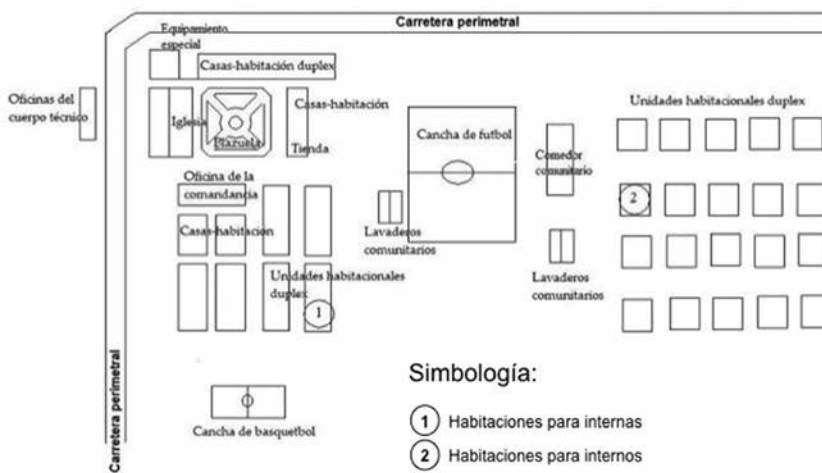 Carretera perimetral
Equipamiento
especial
Casas-habitación duplex
Oficinas del
cuerpo técnico
Iglesia
Plazuela
Casas-habitación
Tienda
Cancha de futbol
Comedor
comunitario
Unidades habitacionales duplex
Oficina de la
comandancia
Casas-habitación
2
Lavaderos
comunitarios
Lavaderos
comunitarios
Unidades habitacionales
duplex
1
Carretera perimetral
Cancha de basquetbol
Simbología:
1 Habitaciones para internas
2 Habitaciones para internos